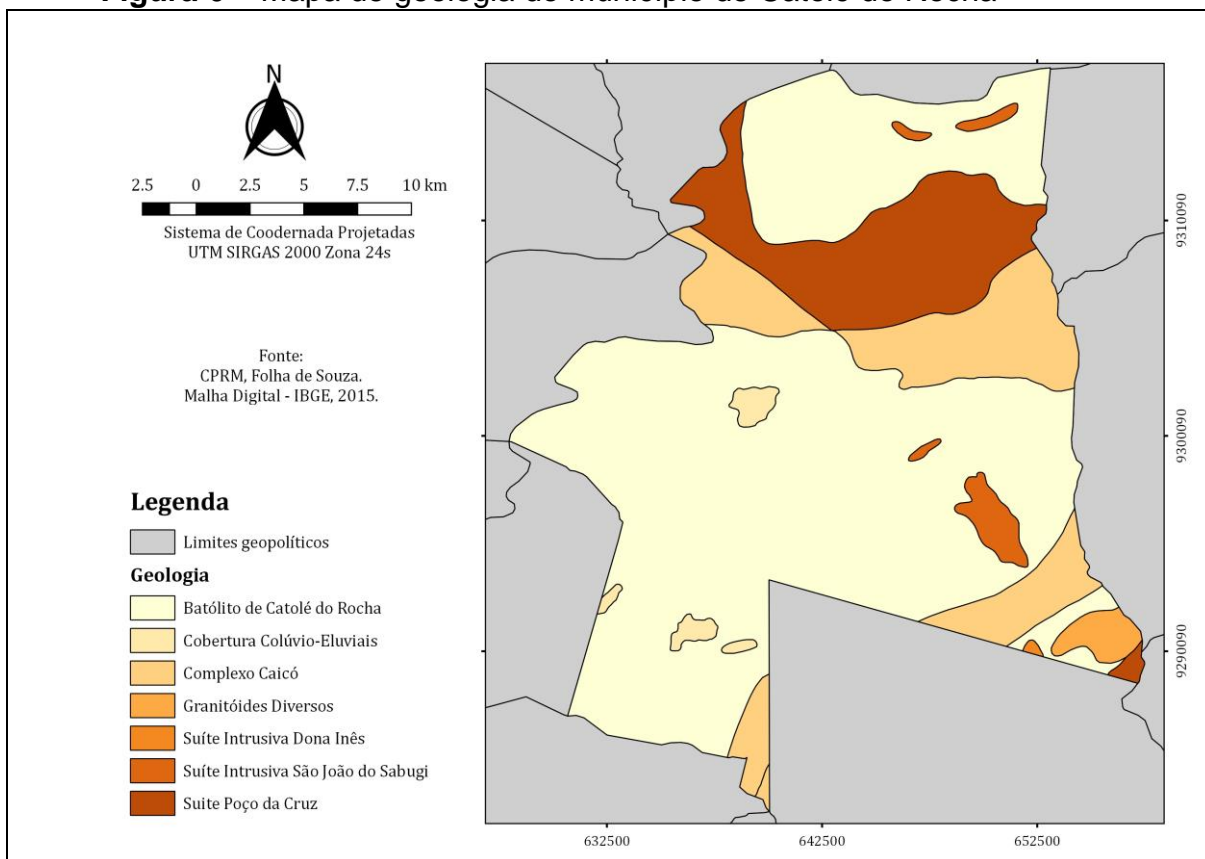 Figura 6 – Mapa de geologia do município de Catolé do Rocha
N
2.5 0 2.5 5 7.5 10 km
Sistema de Coodernada Projetadas
UTM SIRGAS 2000 Zona 24s
Fonte:
CPRM, Folha de Souza.
Malha Digital - IBGE, 2015.
Legenda
Limites geopolíticos
Geologia
Batólito de Catolé do Rocha
Cobertura Colúvio-Eluviais
Complexo Caicó
Granitóides Diversos
Suíte Intrusiva Dona Inês
Suíte Intrusiva São João do Sabugi
Suite Poço da Cruz
9310090
9300090
9290090
632500 642500 652500